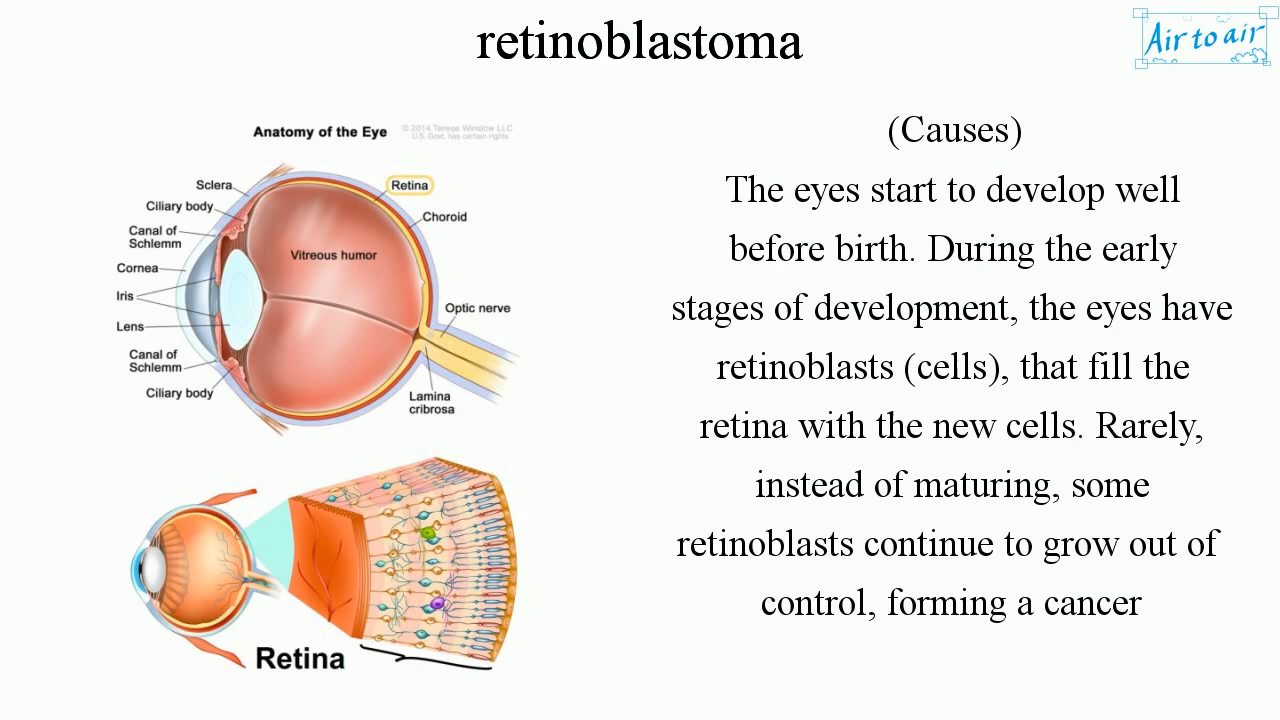 retinoblastoma
Air to air
Anatomy of the Eye
© 2014 Terese Winslow LLC
U.S. Govt. has certain rights
Sclera
Ciliary body
Canal of
Schlemm
Cornea
Iris
Lens
Canal of
Schlemm
Ciliary body
Retina
Choroid
Vitreous humor
Optic nerve
Lamina
cribrosa
Retina
(Causes)
The eyes start to develop well
before birth. During the early
stages of development, the eyes have
retinoblasts (cells), that fill the
retina with the new cells. Rarely,
instead of maturing, some
retinoblasts continue to grow out of
control, forming a cancer